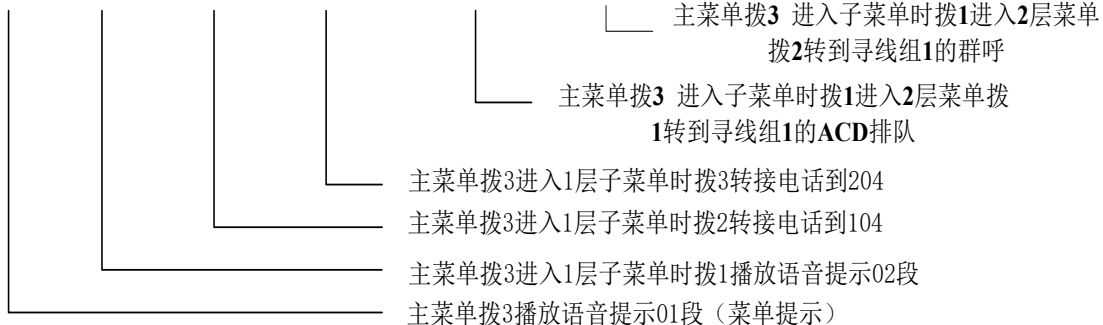 主菜单拨3 进入子菜单时拨1进入2层菜单
拨2转到寻线组1的群呼
主菜单拨3 进入子菜单时拨1进入2层菜单拨
1转到寻线组1的ACD排队
主菜单拨3进入1层子菜单时拨3转接电话到204
主菜单拨3进入1层子菜单时拨2转接电话到104
主菜单拨3进入1层子菜单时拨1播放语音提示02段
主菜单拨3播放语音提示01段（菜单提示）